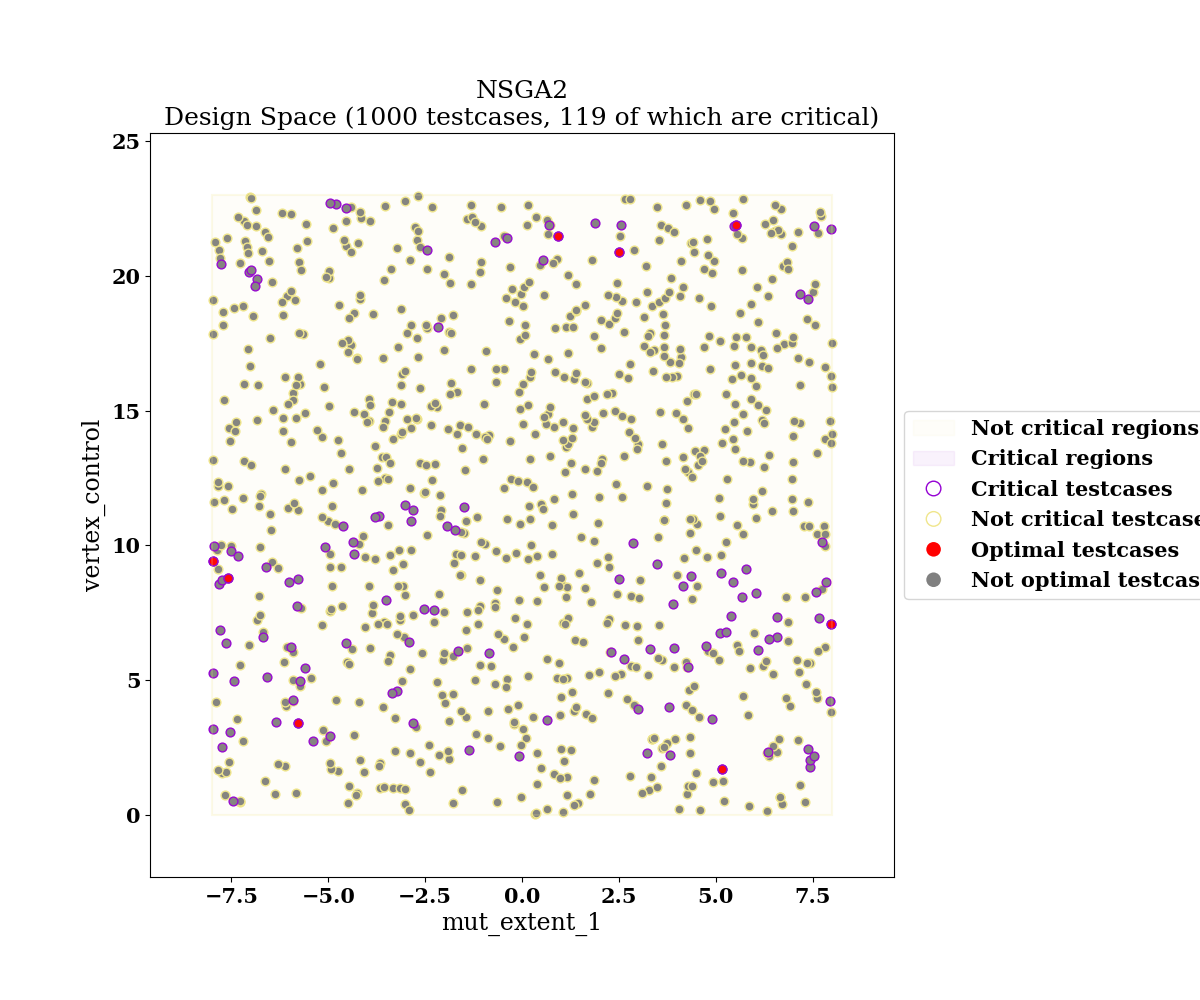 NSGA2
Design Space (1000 testcases, 119 of which are critical)
25
20
15
10
5
0
vertex_control
−7.5
−5.0
−2.5
0.0
2.5
5.0
7.5
mut_extent_1
Not critical regions
Critical regions
Critical testcases
Not critical testcase
Optimal testcases
Not optimal testcas